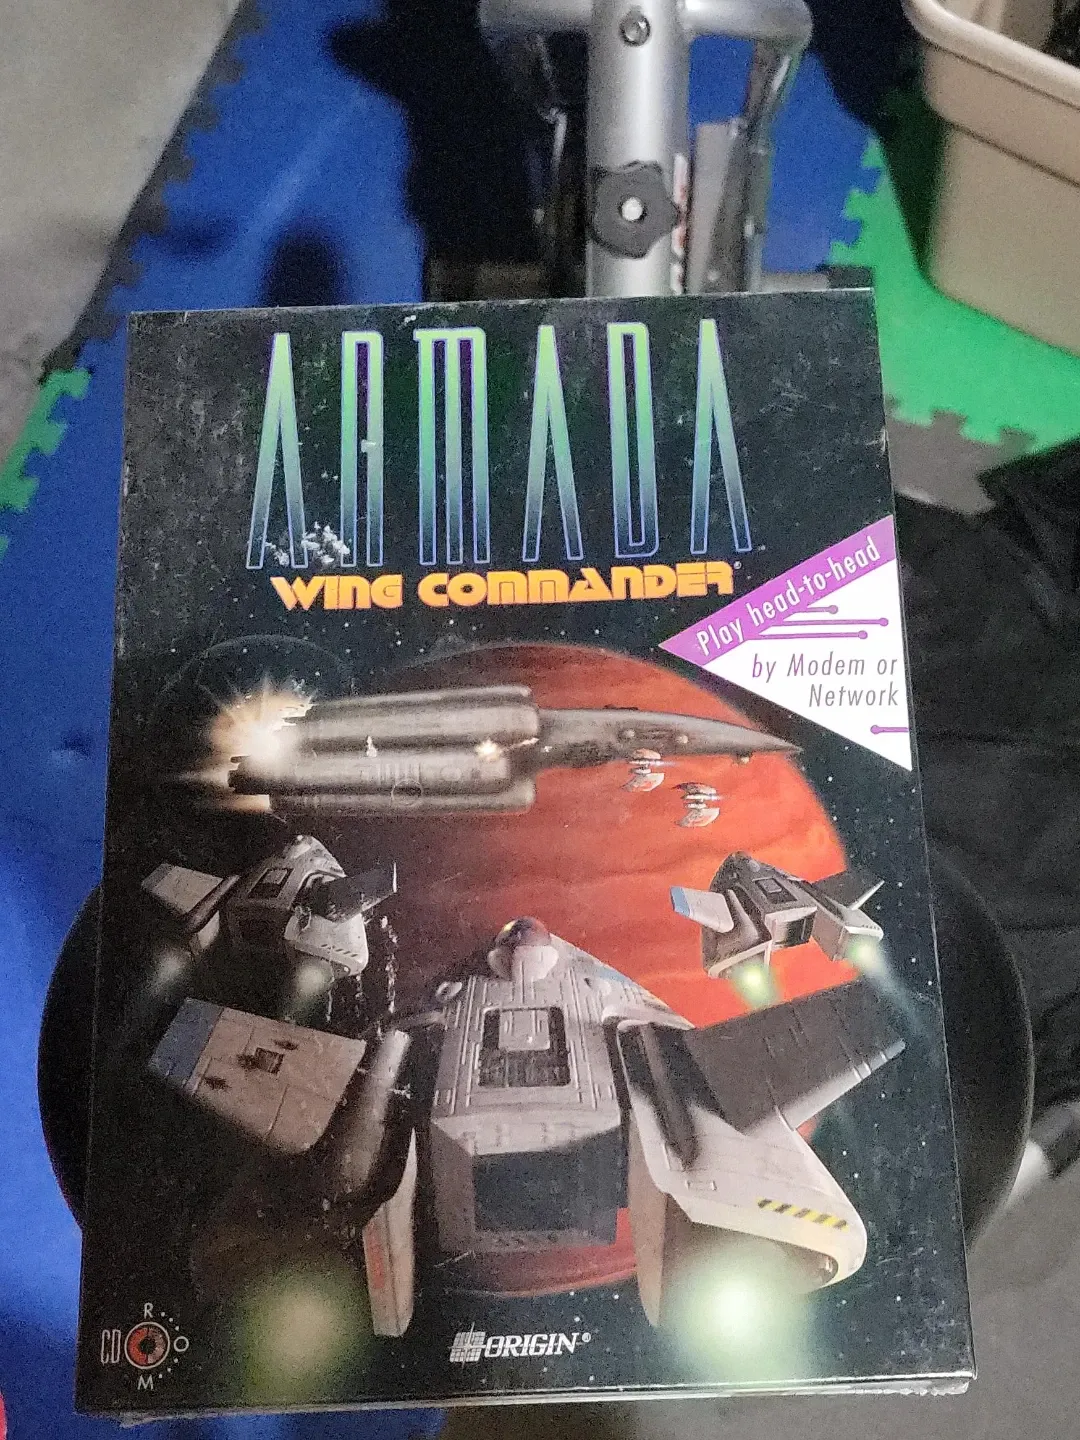 ARMADA
WING COMMANDER®
Play head-to-head
by Modem or
Network
CD ROM
ORIGIN®